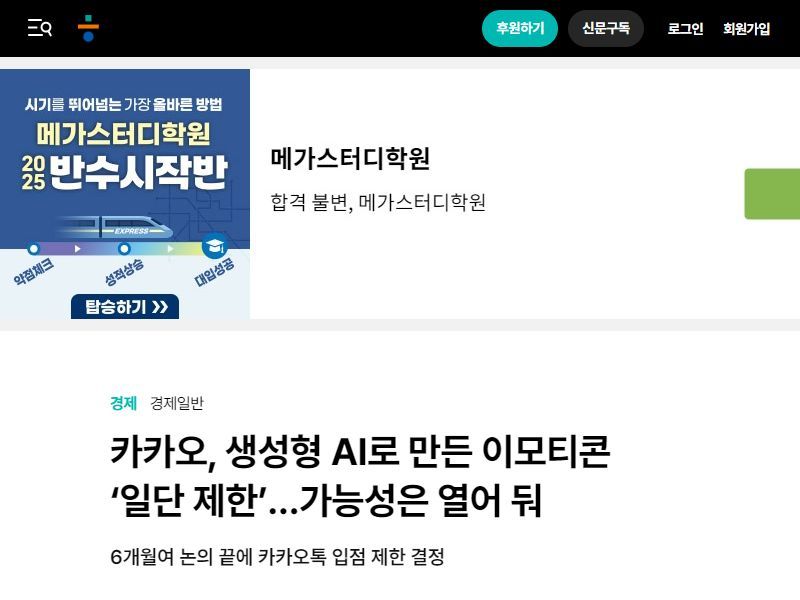 후원하기
신문구독
로그인
회원가입
시기를 뛰어넘는 가장 올바른 방법
메가스터디학원
2025 반수시작반
EXPRESS
약점체크
성적상승
대입성공
탑승하기 》
메가스터디학원
합격 불변, 메가스터디학원
경제 경제일반
카카오, 생성형 AI로 만든 이모티콘
‘일단 제한’…가능성은 열어 둬
6개월여 논의 끝에 카카오톡 입점 제한 결정